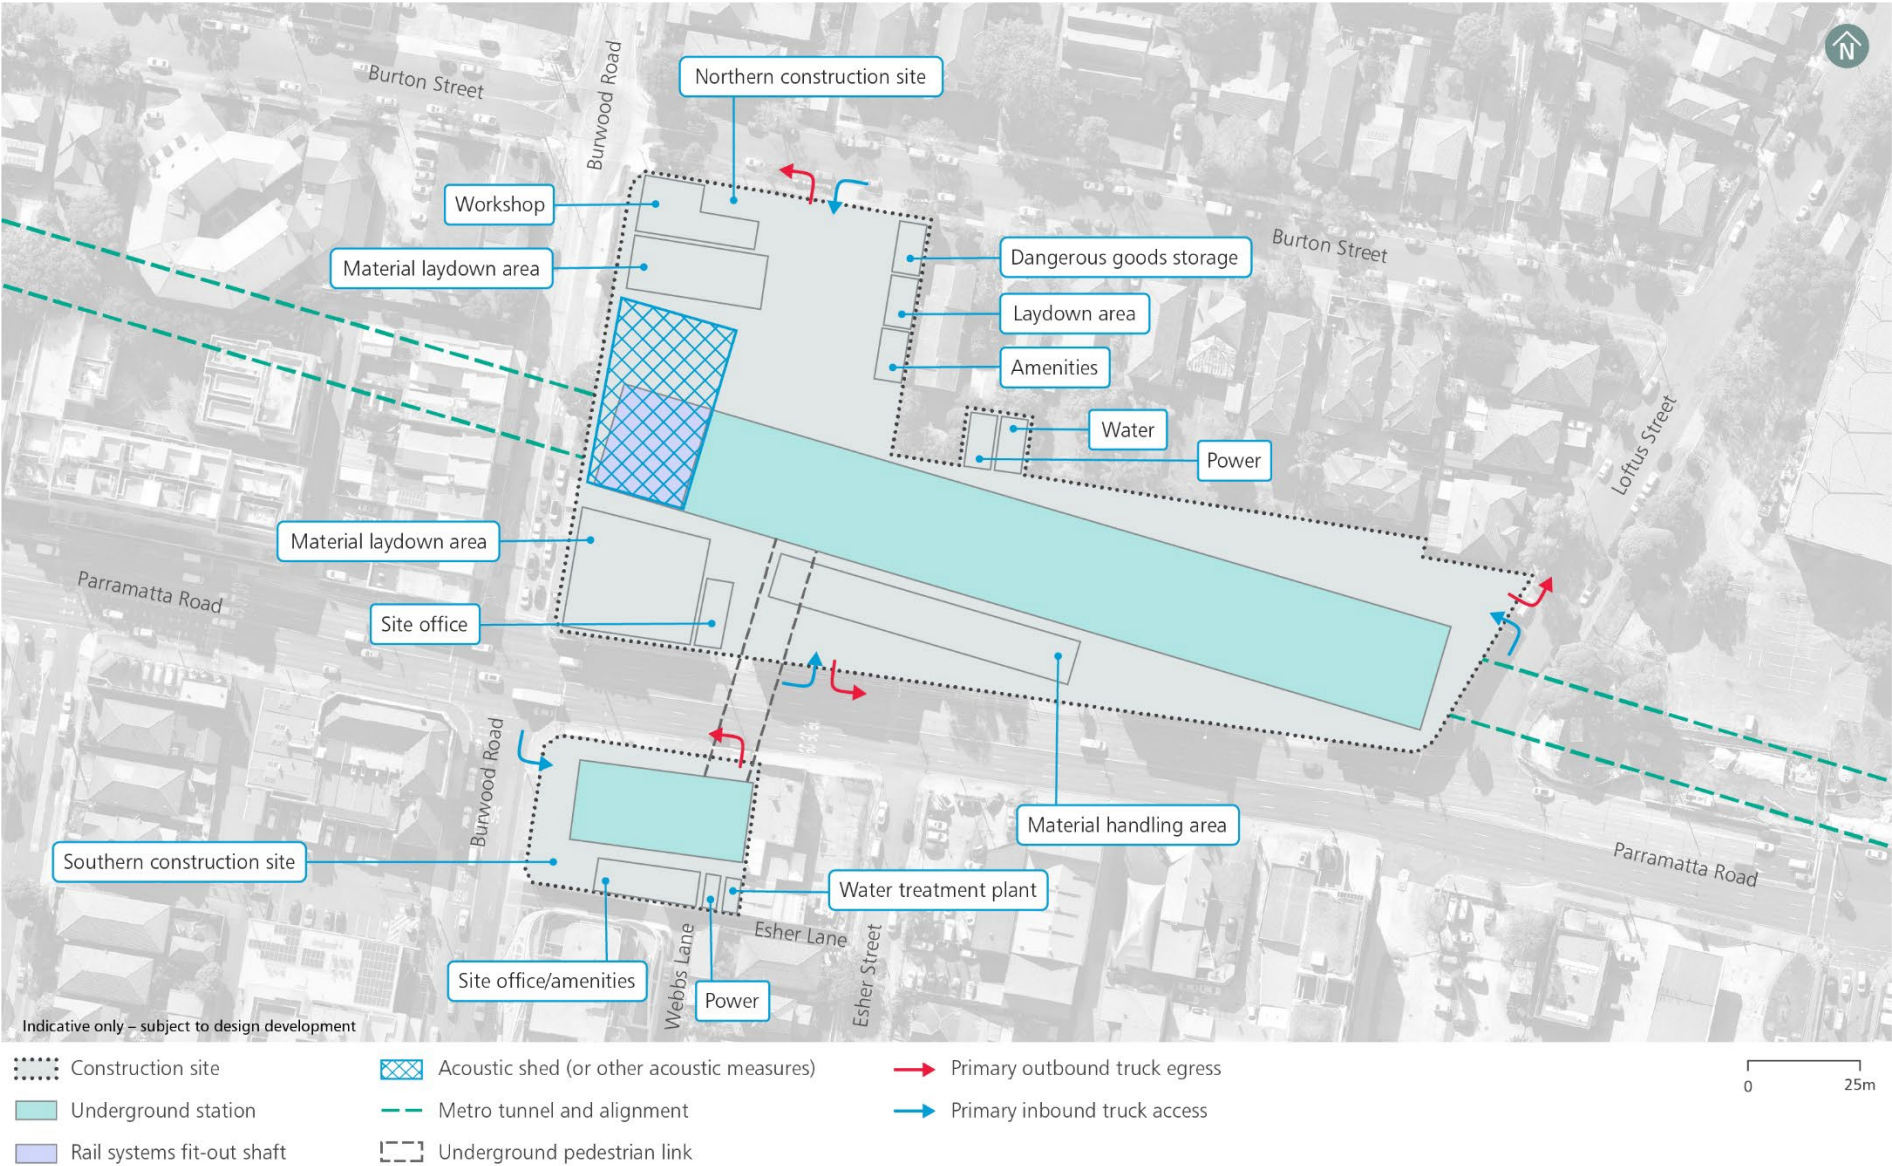 N
Burton Street
Burwood Road
Northern construction site
Workshop
Material laydown area
Dangerous goods storage
Burton Street
Laydown area
Amenities
Water
Power
Loftus Street
Material laydown area
Parramatta Road
Site office
Burwood Road
Material handling area
Southern construction site
Water treatment plant
Parramatta Road
Esher Lane
Webbs Lane
Esher Street
Site office/amenities
Power
Indicative only – subject to design development
Construction site
Underground station
Rail systems fit-out shaft
Acoustic shed (or other acoustic measures)
Metro tunnel and alignment
Underground pedestrian link
Primary outbound truck egress
Primary inbound truck access
0 25m